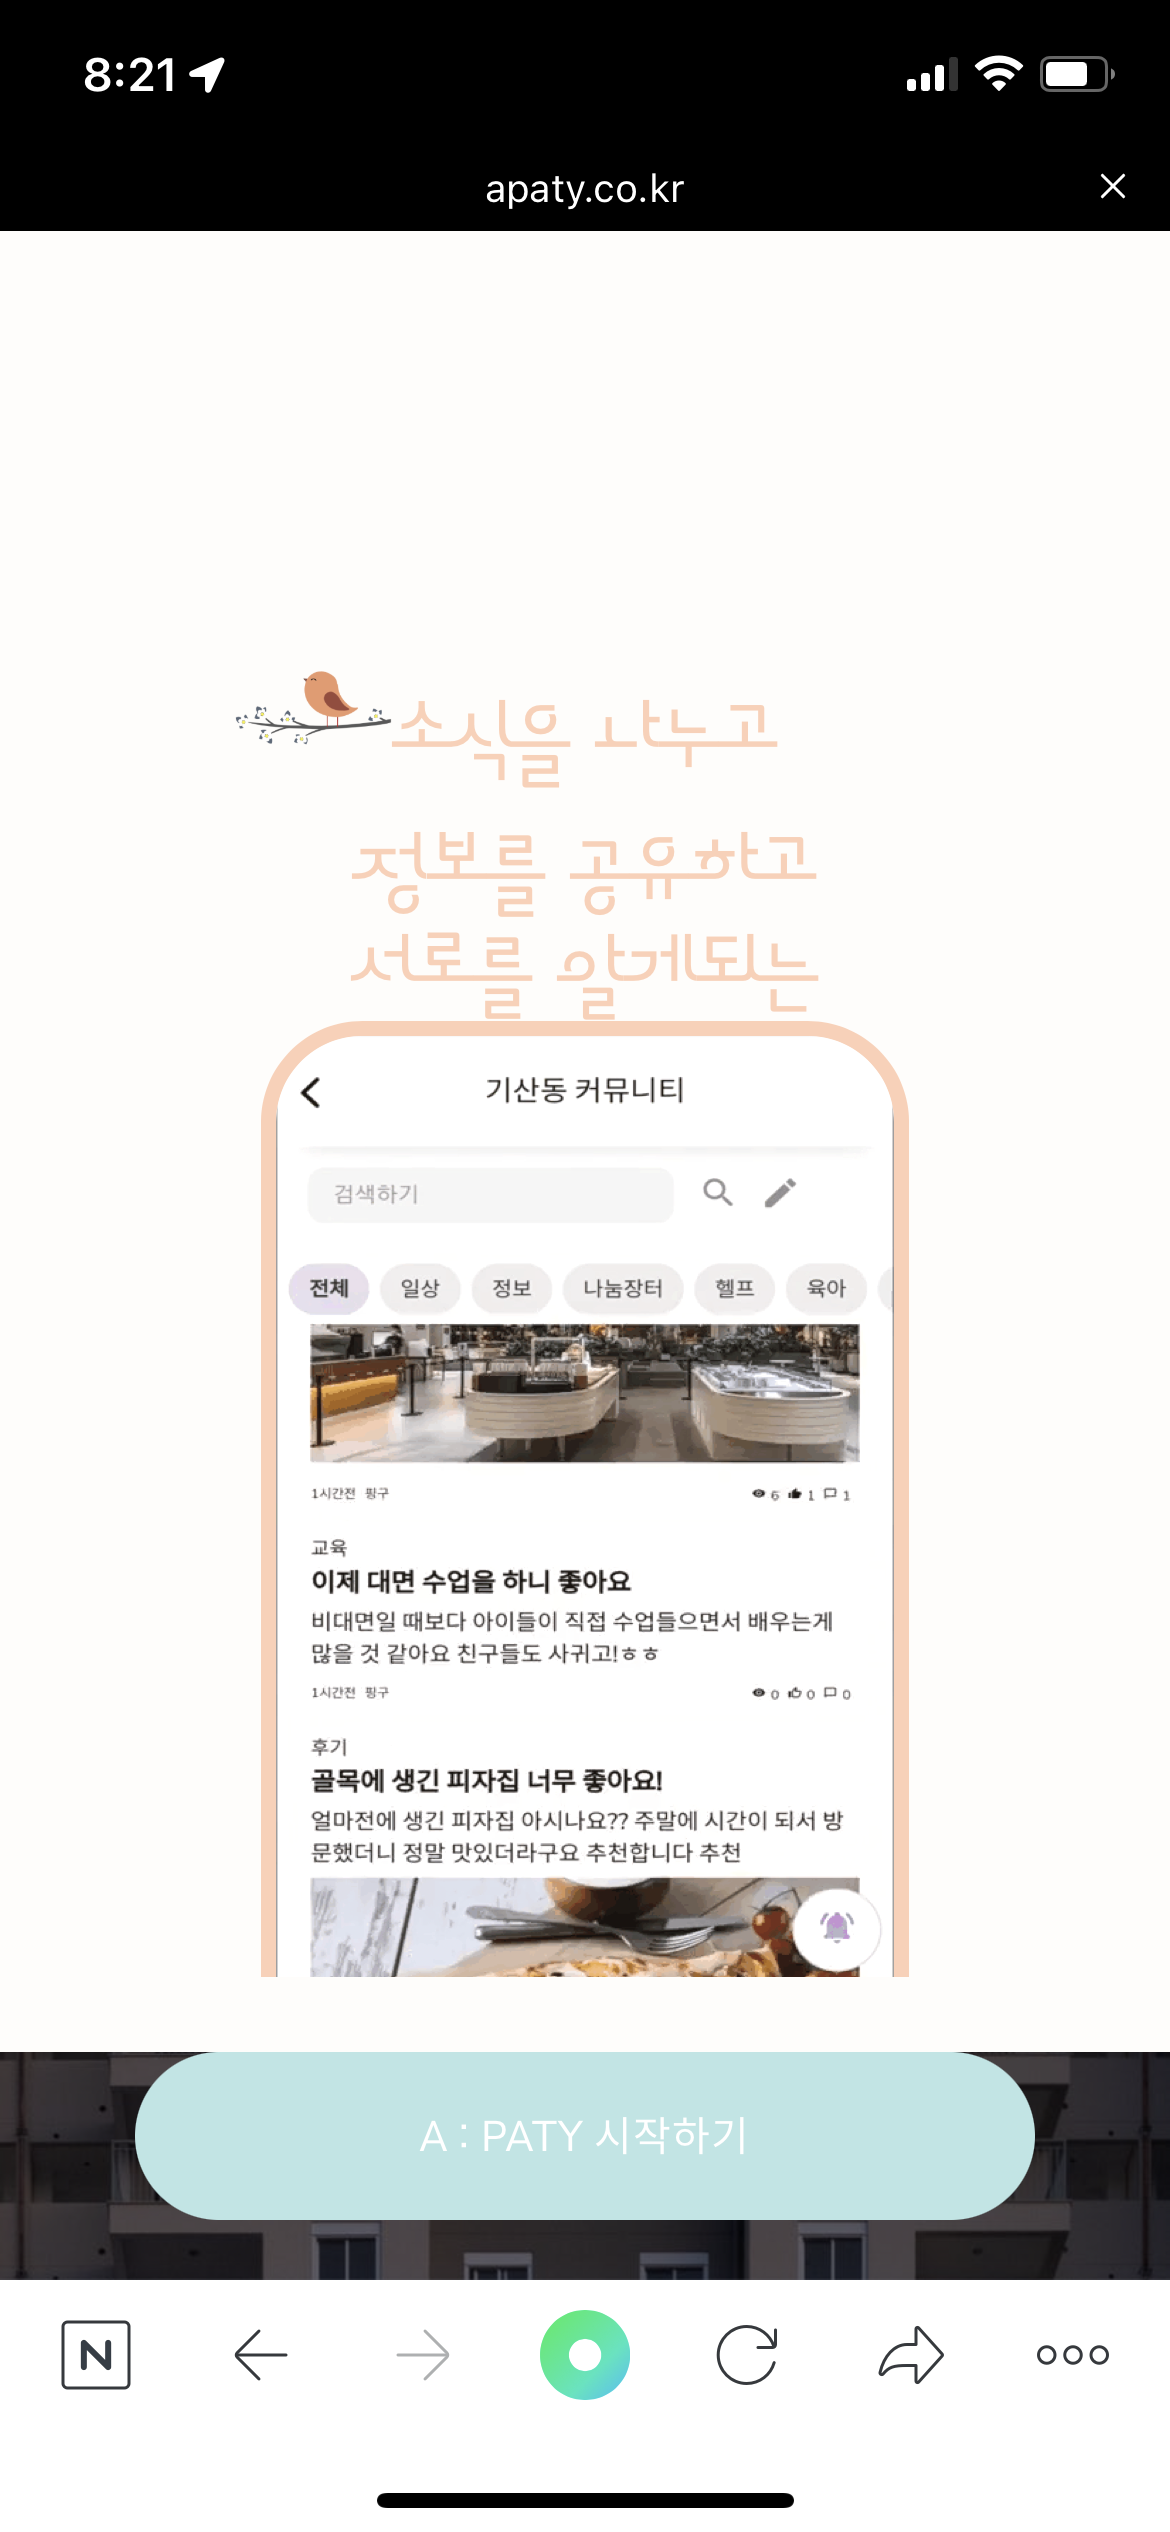 8:21
apaty.co.kr
소식을 나누고
정보를 공유하고
서로를 알게되는
기산동 커뮤니티
검색하기
전체 일상 정보 나눔장터 헬프 육아
1시간전 핑구 6 1 1
교육
이제 대면 수업을 하니 좋아요
비대면일 때보다 아이들이 직접 수업들으면서 배우는게
많을 것 같아요 친구들도 사귀고!ㅎㅎ
1시간전 핑구 0 0 0
후기
골목에 생긴 피자집 너무 좋아요!
얼마전에 생긴 피자집 아시나요?? 주말에 시간이 되서 방
문했더니 정말 맛있더라구요 추천합니다 추천
A : PATY 시작하기
N